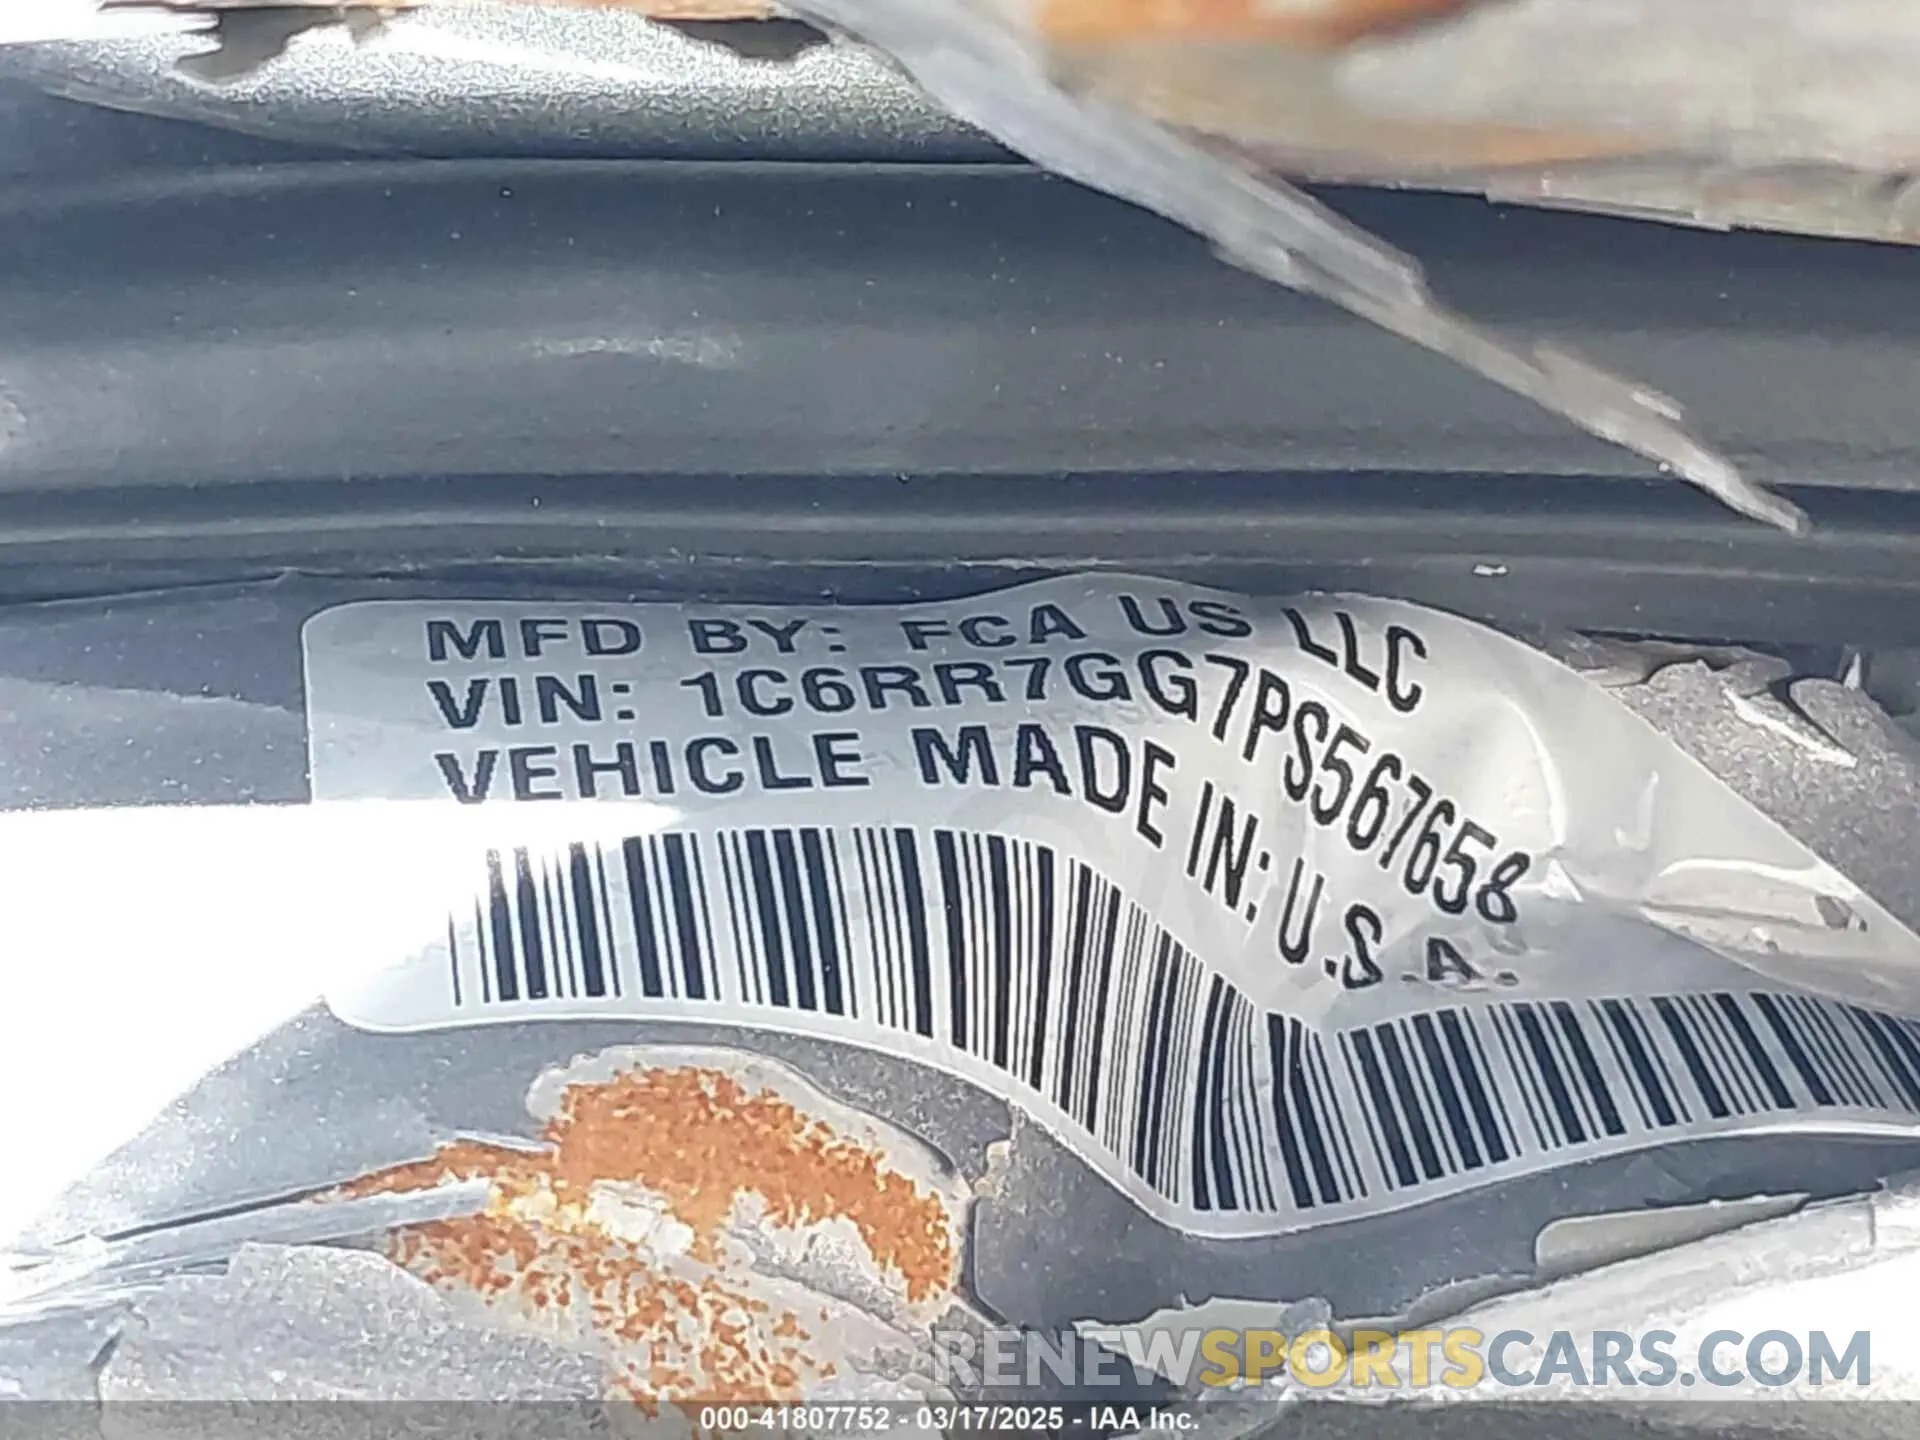 MFD BY: FCA US LLC
VIN: 1C6RR7GG7PS567658
VEHICLE MADE IN: U.S.A.
RENEWSPORTSCARS.COM
000-41807752 - 03/17/2025 - IAA Inc.